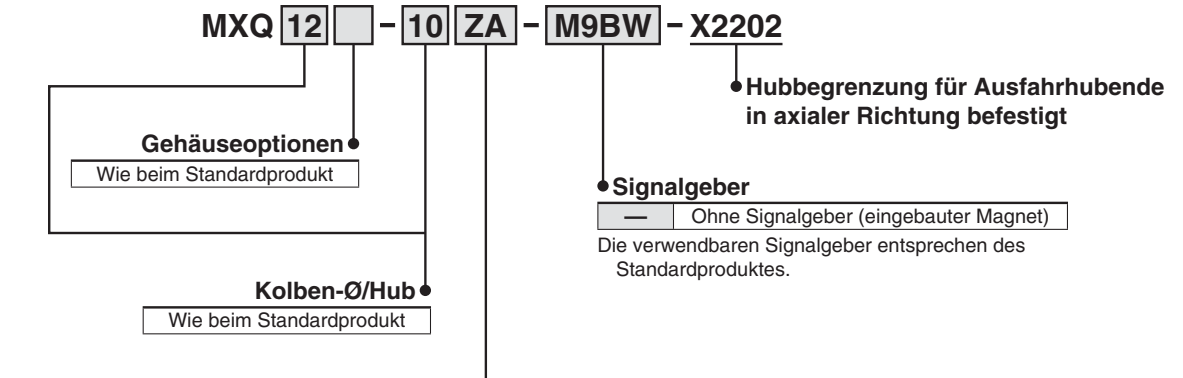 MXQ 12 - 10 ZA - M9BW - X2202
Hubbegrenzung für Ausfahrhubende
in axialer Richtung befestigt
Gehäuseoptionen
Wie beim Standardprodukt
Signalgeber
— Ohne Signalgeber (eingebauter Magnet)
Die verwendbaren Signalgeber entsprechen des
Standardproduktes.
Kolben-Ø/Hub
Wie beim Standardprodukt